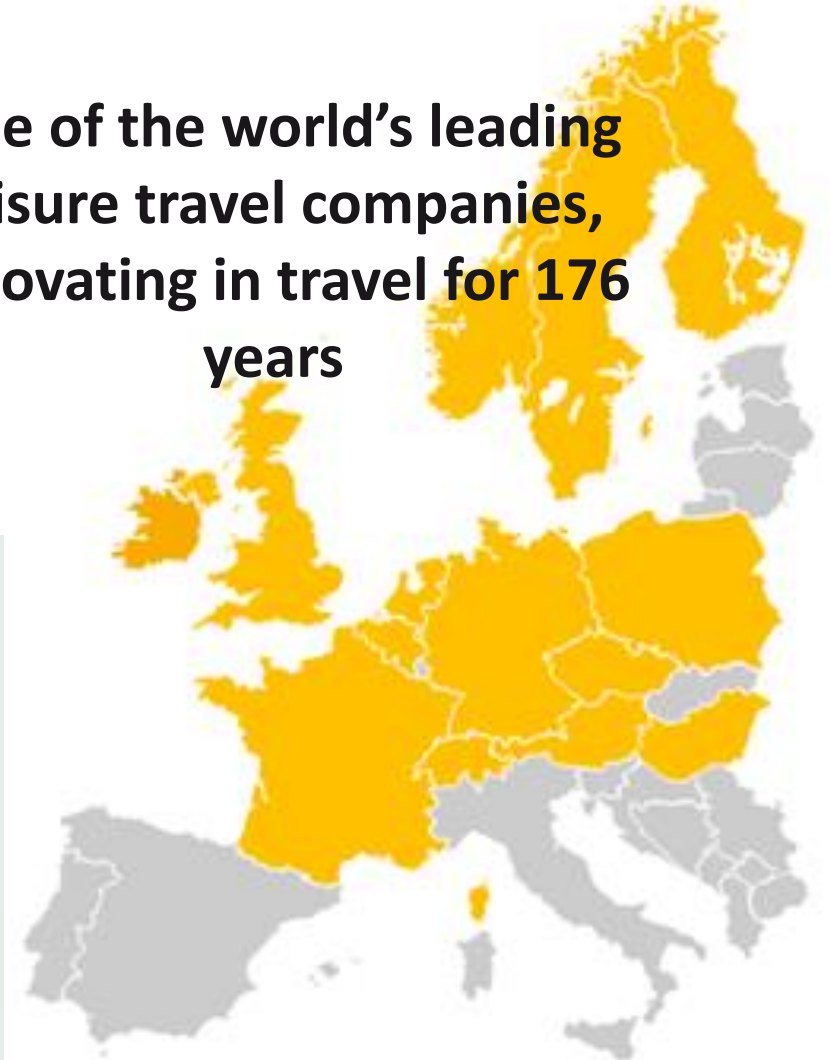 e of the world’s leading
isure travel companies,
ovating in travel for 176
years